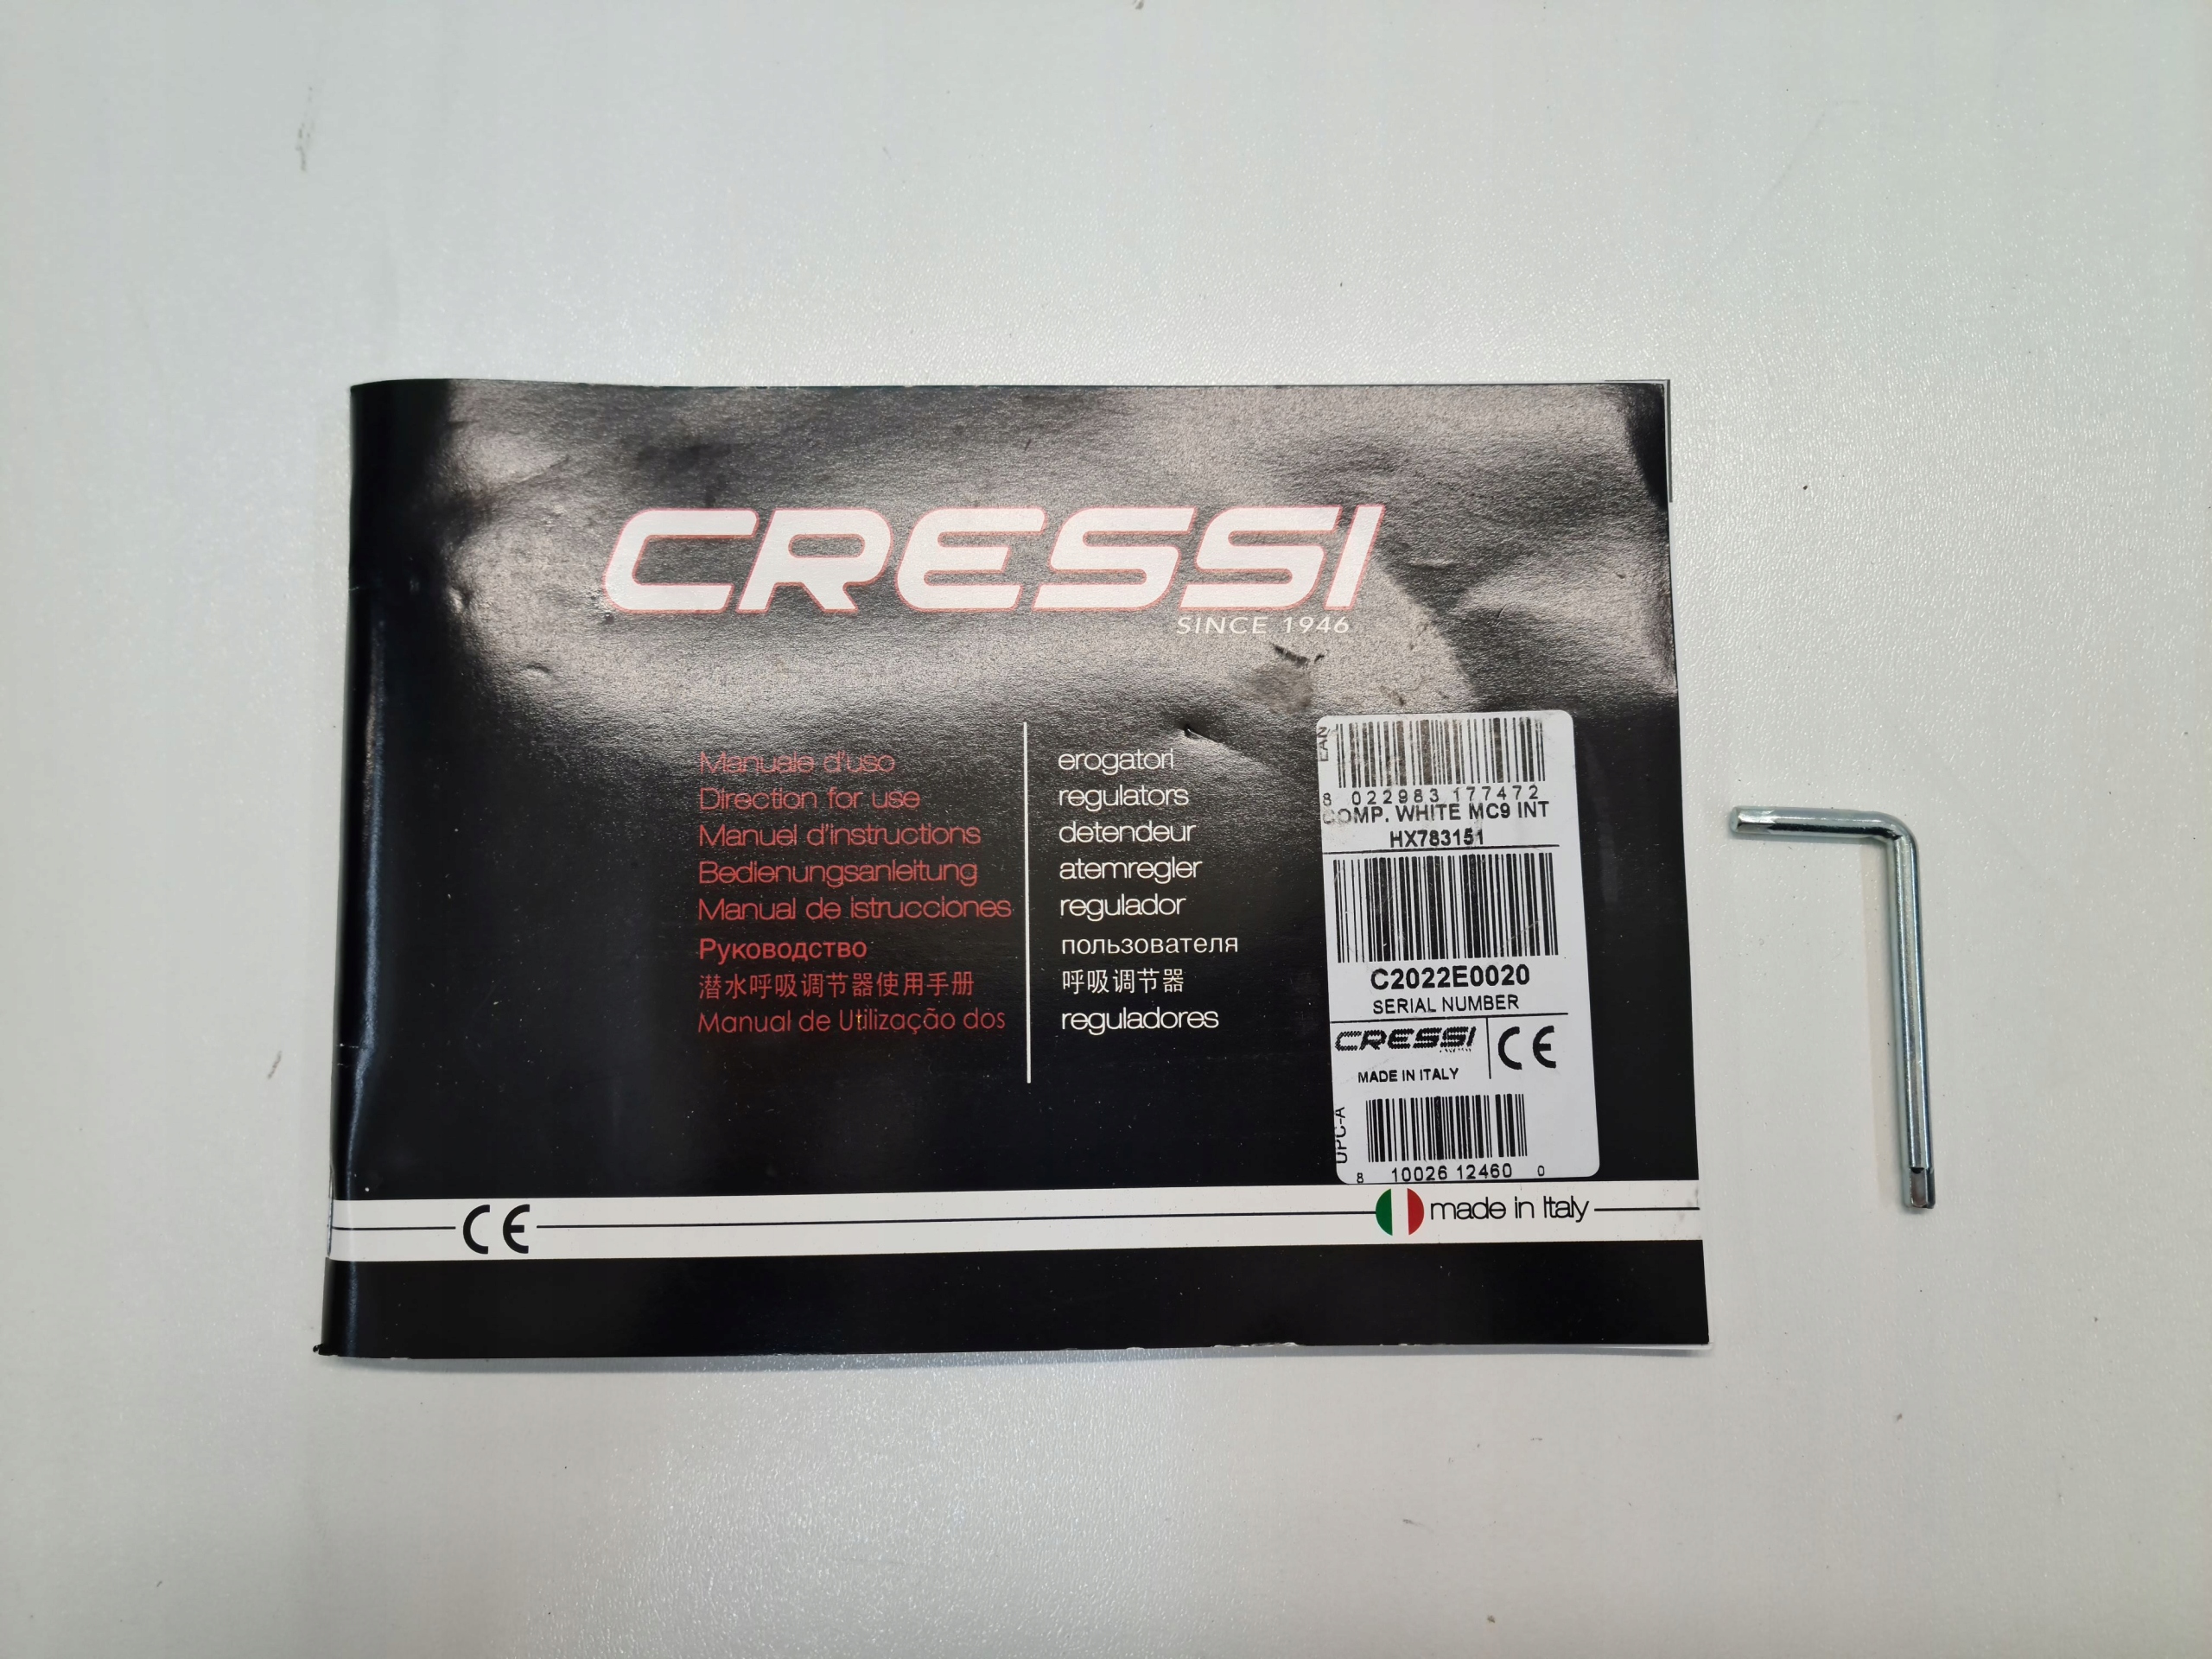 CRESSI
SINCE 1946
Manuale d'uso
Direction for use
Manuel d'instructions
Bedienungsanleitung
Manual de istrucciones
Руководство
潜水呼吸调节器使用手册
Manual de Utilização dos
erogatori
regulators
detendeur
atemregler
regulador
пользователя
呼吸调节器
reguladores
EAN
8 022983 177472
COMP. WHITE MC9 INT
HX783151
C2022E0020
SERIAL NUMBER
CRESSI
CE
MADE IN ITALY
UPC-A
8 10026 12460 0
CE
made in Italy